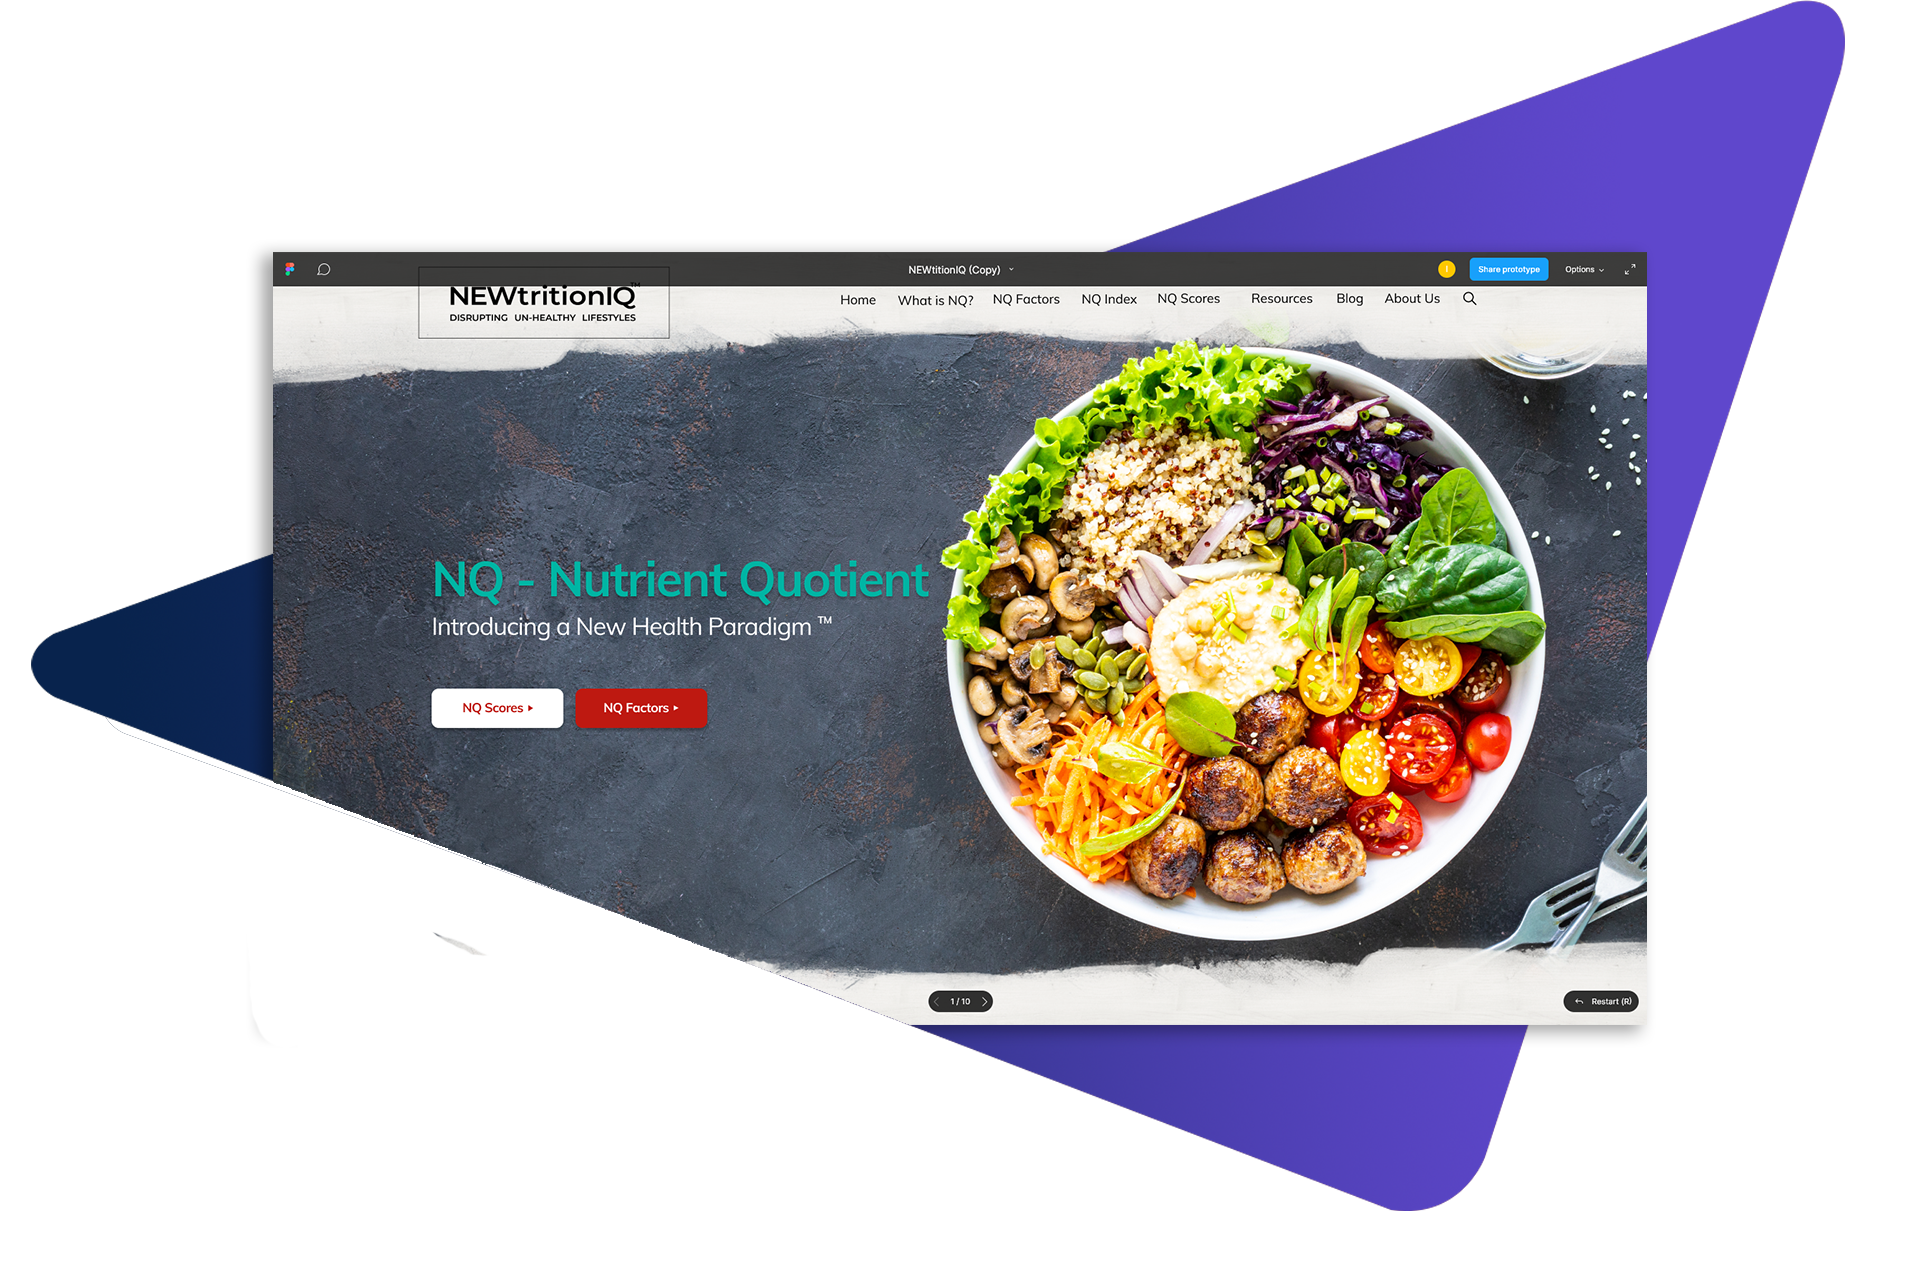 NEWtitionIQ (Copy)
I
Share prototype
Options
NEWtritionIQ™
DISRUPTING UN-HEALTHY LIFESTYLES
Home What is NQ? NQ Factors NQ Index NQ Scores Resources Blog About Us
NQ - Nutrient Quotient
Introducing a New Health Paradigm ™
NQ Scores NQ Factors
1 / 10
Restart (R)